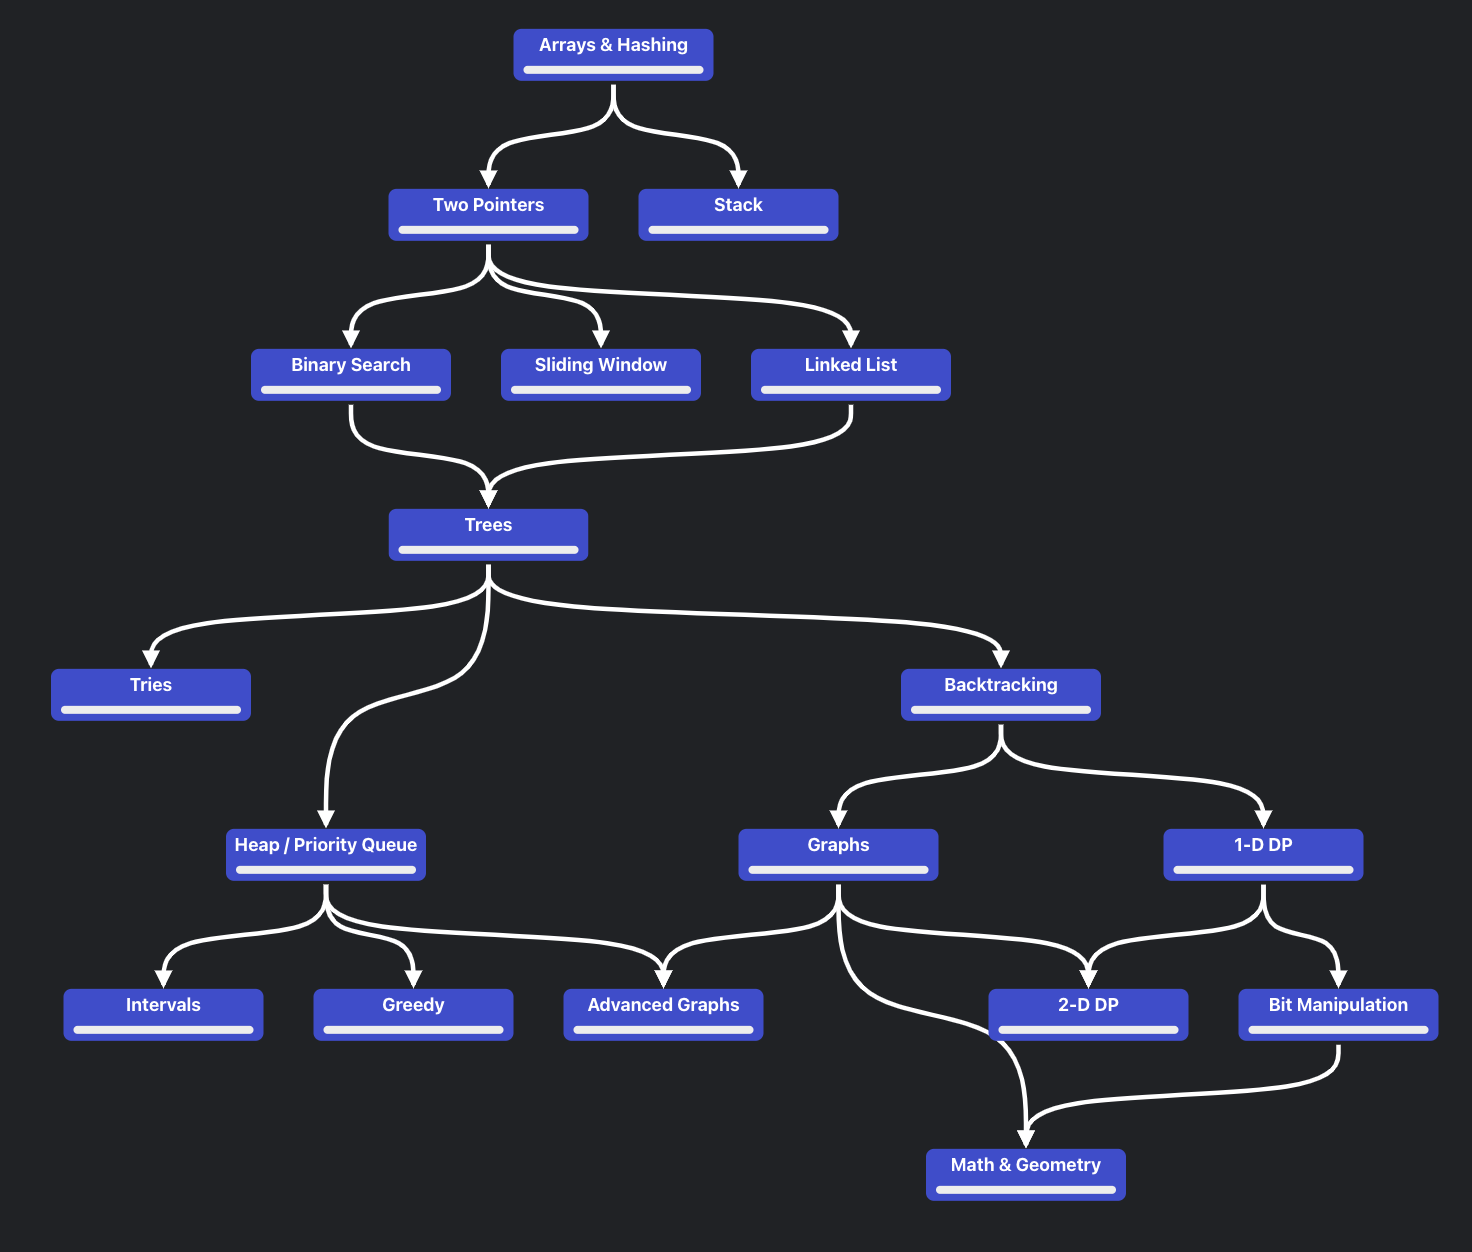 Arrays & Hashing
Two Pointers
Stack
Binary Search
Sliding Window
Linked List
Trees
Tries
Backtracking
Heap / Priority Queue
Graphs
1-D DP
Intervals
Greedy
Advanced Graphs
2-D DP
Bit Manipulation
Math & Geometry